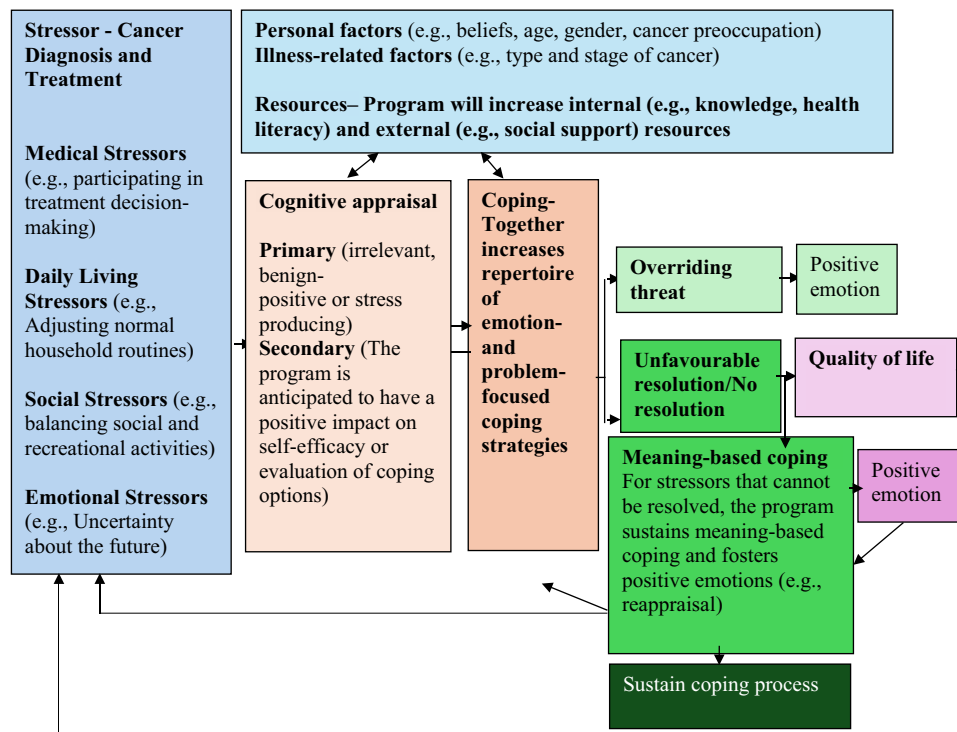 Stressor - Cancer
Diagnosis and
Treatment
Medical Stressors
(e.g., participating in
treatment decision-
making)
Daily Living
Stressors (e.g.,
Adjusting normal
household routines)
Social Stressors (e.g.,
balancing social and
recreational activities)
Emotional Stressors
(e.g., Uncertainty
about the future)
Personal factors (e.g., beliefs, age, gender, cancer preoccupation)
Illness-related factors (e.g., type and stage of cancer)
Resources– Program will increase internal (e.g., knowledge, health
literacy) and external (e.g., social support) resources
Cognitive appraisal
Primary (irrelevant,
benign-
positive or stress
producing)
Secondary (The
program is
anticipated to have a
positive impact on
self-efficacy or
evaluation of coping
options)
Coping-
Together
increases
repertoire
of
emotion-
and
problem-
focused
coping
strategies
Overriding
threat
Positive
emotion
Unfavourable
resolution/No
resolution
Quality of life
Meaning-based coping
For stressors that cannot
be resolved, the program
sustains meaning-based
coping and fosters
positive emotions (e.g.,
reappraisal)
Positive
emotion
Sustain coping process